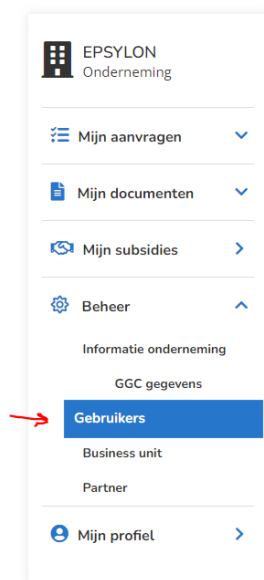 EPSYLON
Onderneming
Mijn aanvragen
Mijn documenten
Mijn subsidies
Beheer
Informatie onderneming
GGC gegevens
Gebruikers
Business unit
Partner
Mijn profiel